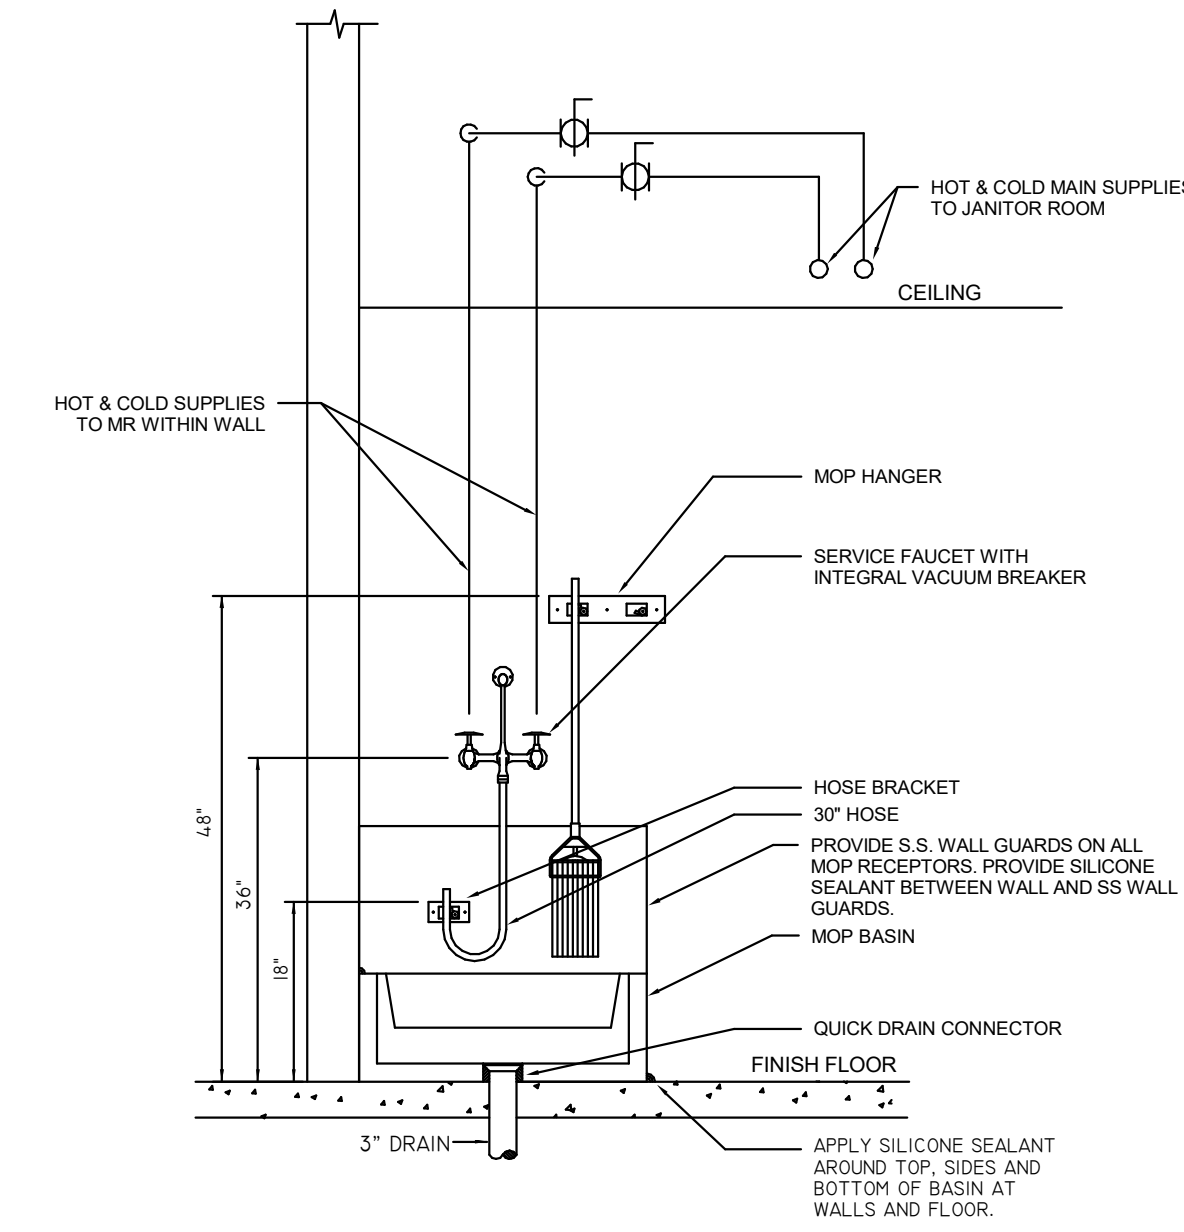 HOT & COLD MAIN SUPPLIES
TO JANITOR ROOM
CEILING
HOT & COLD SUPPLIES
TO MR WITHIN WALL
MOP HANGER
SERVICE FAUCET WITH
INTEGRAL VACUUM BREAKER
48"
36"
18"
HOSE BRACKET
30" HOSE
PROVIDE S.S. WALL GUARDS ON ALL
MOP RECEPTORS. PROVIDE SILICONE
SEALANT BETWEEN WALL AND SS WALL
GUARDS.
MOP BASIN
QUICK DRAIN CONNECTOR
FINISH FLOOR
3" DRAIN
APPLY SILICONE SEALANT
AROUND TOP, SIDES AND
BOTTOM OF BASIN AT
WALLS AND FLOOR.